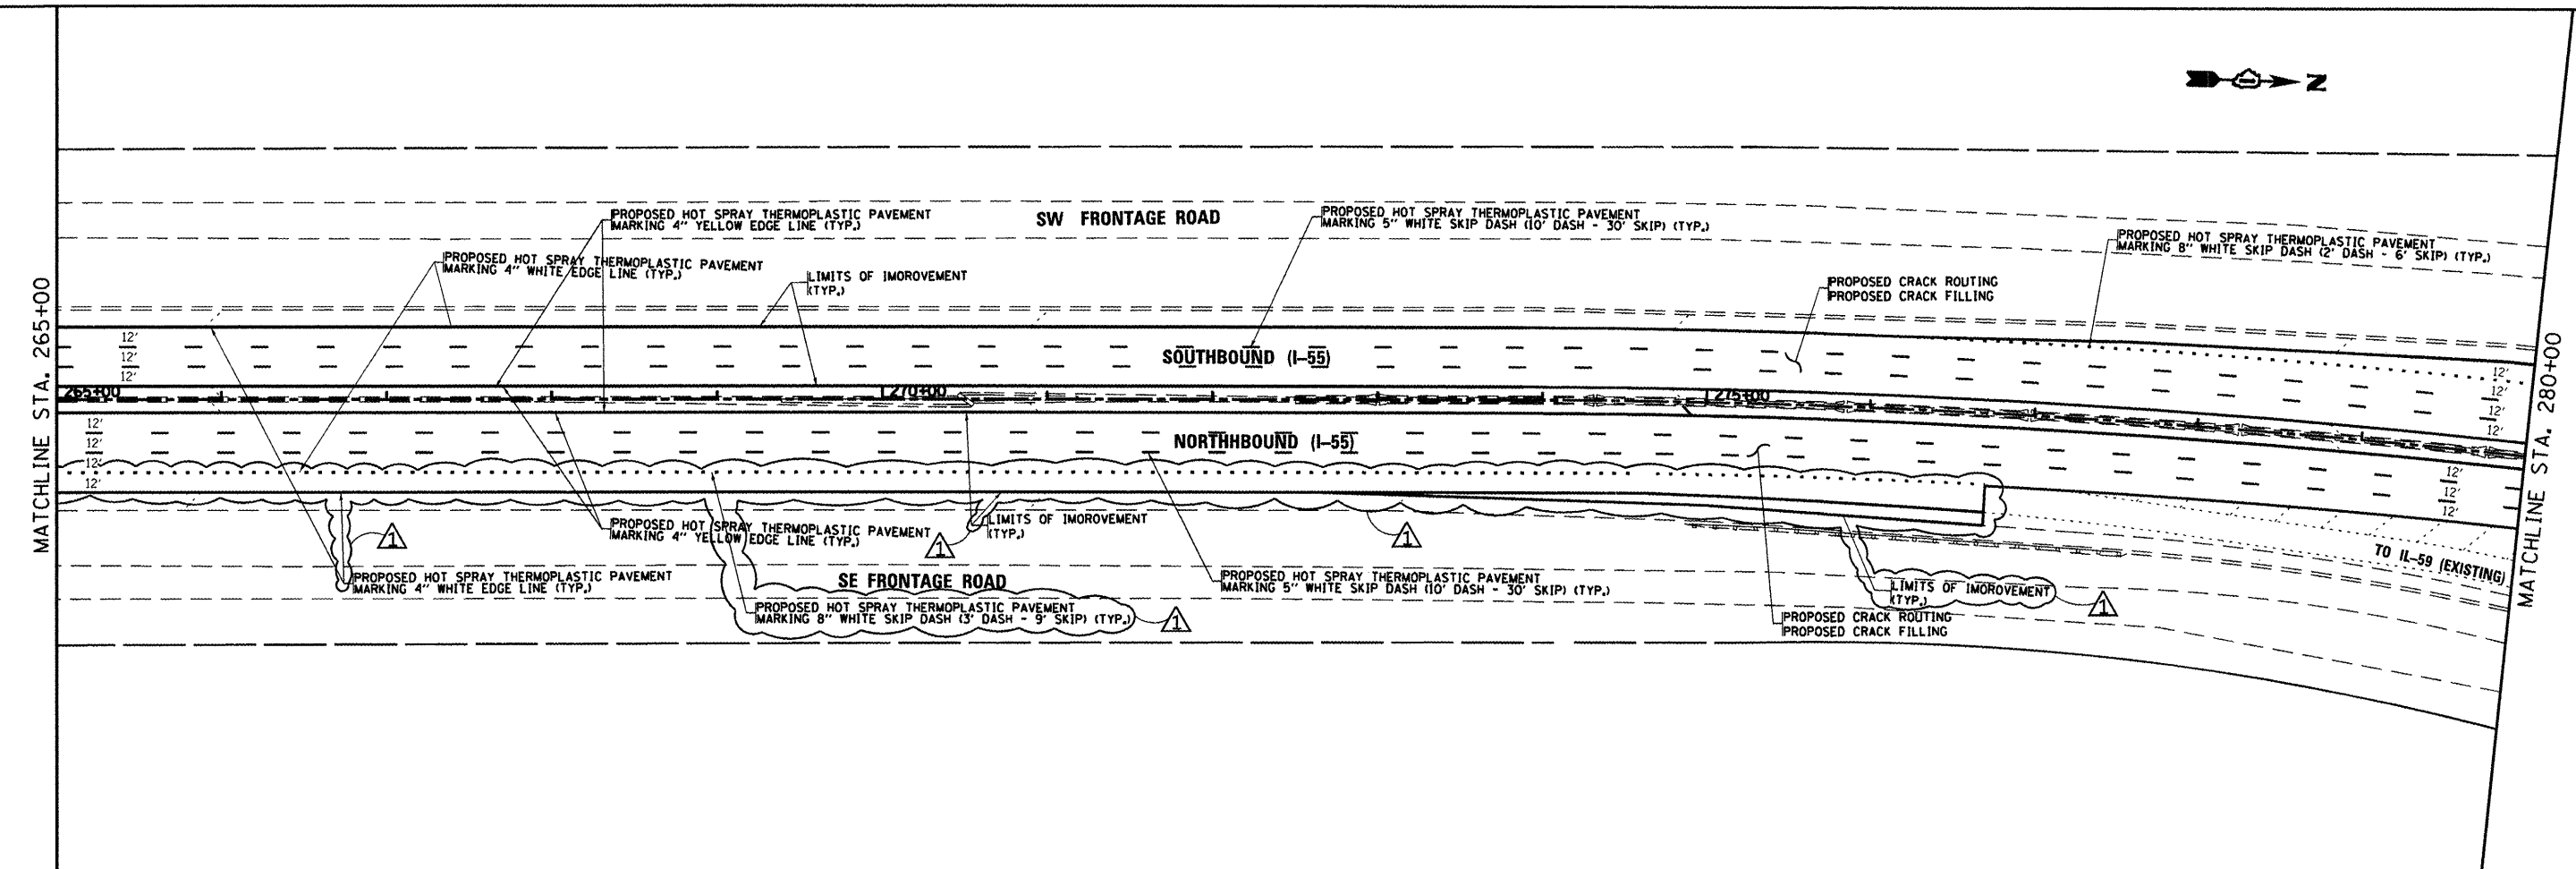 N
PROPOSED HOT SPRAY THERMOPLASTIC PAVEMENT
MARKING 4" YELLOW EDGE LINE (TYP.)
SW FRONTAGE ROAD
PROPOSED HOT SPRAY THERMOPLASTIC PAVEMENT
MARKING 5" WHITE SKIP DASH (10' DASH - 30' SKIP) (TYP.)
PROPOSED HOT SPRAY THERMOPLASTIC PAVEMENT
MARKING 8" WHITE SKIP DASH (2' DASH - 6' SKIP) (TYP.)
PROPOSED HOT SPRAY THERMOPLASTIC PAVEMENT
MARKING 4" WHITE EDGE LINE (TYP.)
LIMITS OF IMOROVEMENT
(TYP.)
PROPOSED CRACK ROUTING
PROPOSED CRACK FILLING
MATCHLINE STA. 265+00
12'
12'
12'
SOUTHBOUND (I-55)
12'
12'
12'
12'
265+00
270+00
275+00
MATCHLINE STA. 280+00
12'
12'
12'
12'
NORTHHBOUND (I-55)
12'
12'
12'
PROPOSED HOT SPRAY THERMOPLASTIC PAVEMENT
MARKING 4" YELLOW EDGE LINE (TYP.)
LIMITS OF IMOROVEMENT
(TYP.)
1
1
1
TO IL-59 (EXISTING)
PROPOSED HOT SPRAY THERMOPLASTIC PAVEMENT
MARKING 4" WHITE EDGE LINE (TYP.)
SE FRONTAGE ROAD
PROPOSED HOT SPRAY THERMOPLASTIC PAVEMENT
MARKING 5" WHITE SKIP DASH (10' DASH - 30' SKIP) (TYP.)
LIMITS OF IMOROVEMENT
(TYP.)
1
PROPOSED HOT SPRAY THERMOPLASTIC PAVEMENT
MARKING 8" WHITE SKIP DASH (3' DASH - 9' SKIP) (TYP.)
1
PROPOSED CRACK ROUTING
PROPOSED CRACK FILLING